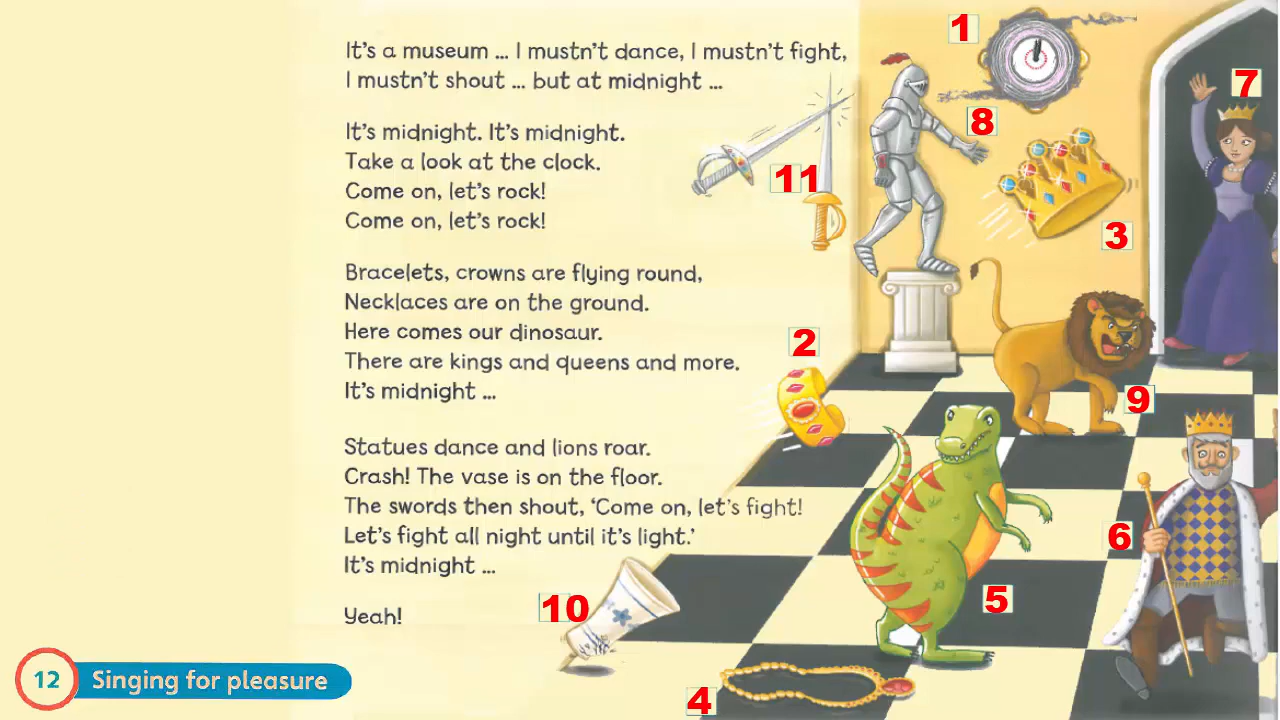 It's a museum ... I mustn't dance, I mustn't fight,
I mustn't shout ... but at midnight ...
It's midnight. It's midnight.
Take a look at the clock.
Come on, let's rock!
Come on, let's rock!
Bracelets, crowns are flying round,
Necklaces are on the ground.
Here comes our dinosaur.
There are kings and queens and more.
It's midnight ...
Statues dance and lions roar.
Crash! The vase is on the floor.
The swords then shout, ‘Come on, let's fight!
Let's fight all night until it's light.’
It's midnight ...
Yeah!
1
7
8
11
3
2
9
6
5
10
4
12 Singing for pleasure